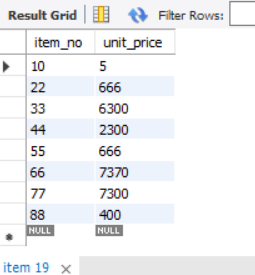 Result Grid Filter Rows:
item_no unit_price
10 5
22 666
33 6300
44 2300
55 666
66 7370
77 7300
88 400
NULL NULL
item 19